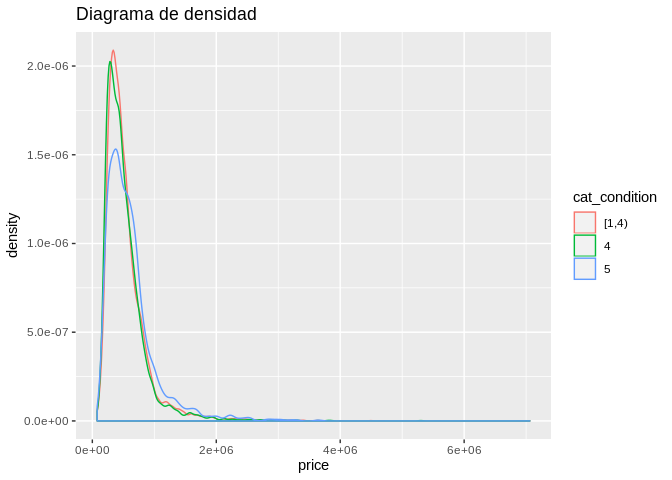 Diagrama de densidad
density
2.0e-06
1.5e-06
1.0e-06
5.0e-07
0.0e+00
0e+00 2e+06 4e+06 6e+06
price
cat_condition
[1,4)
4
5